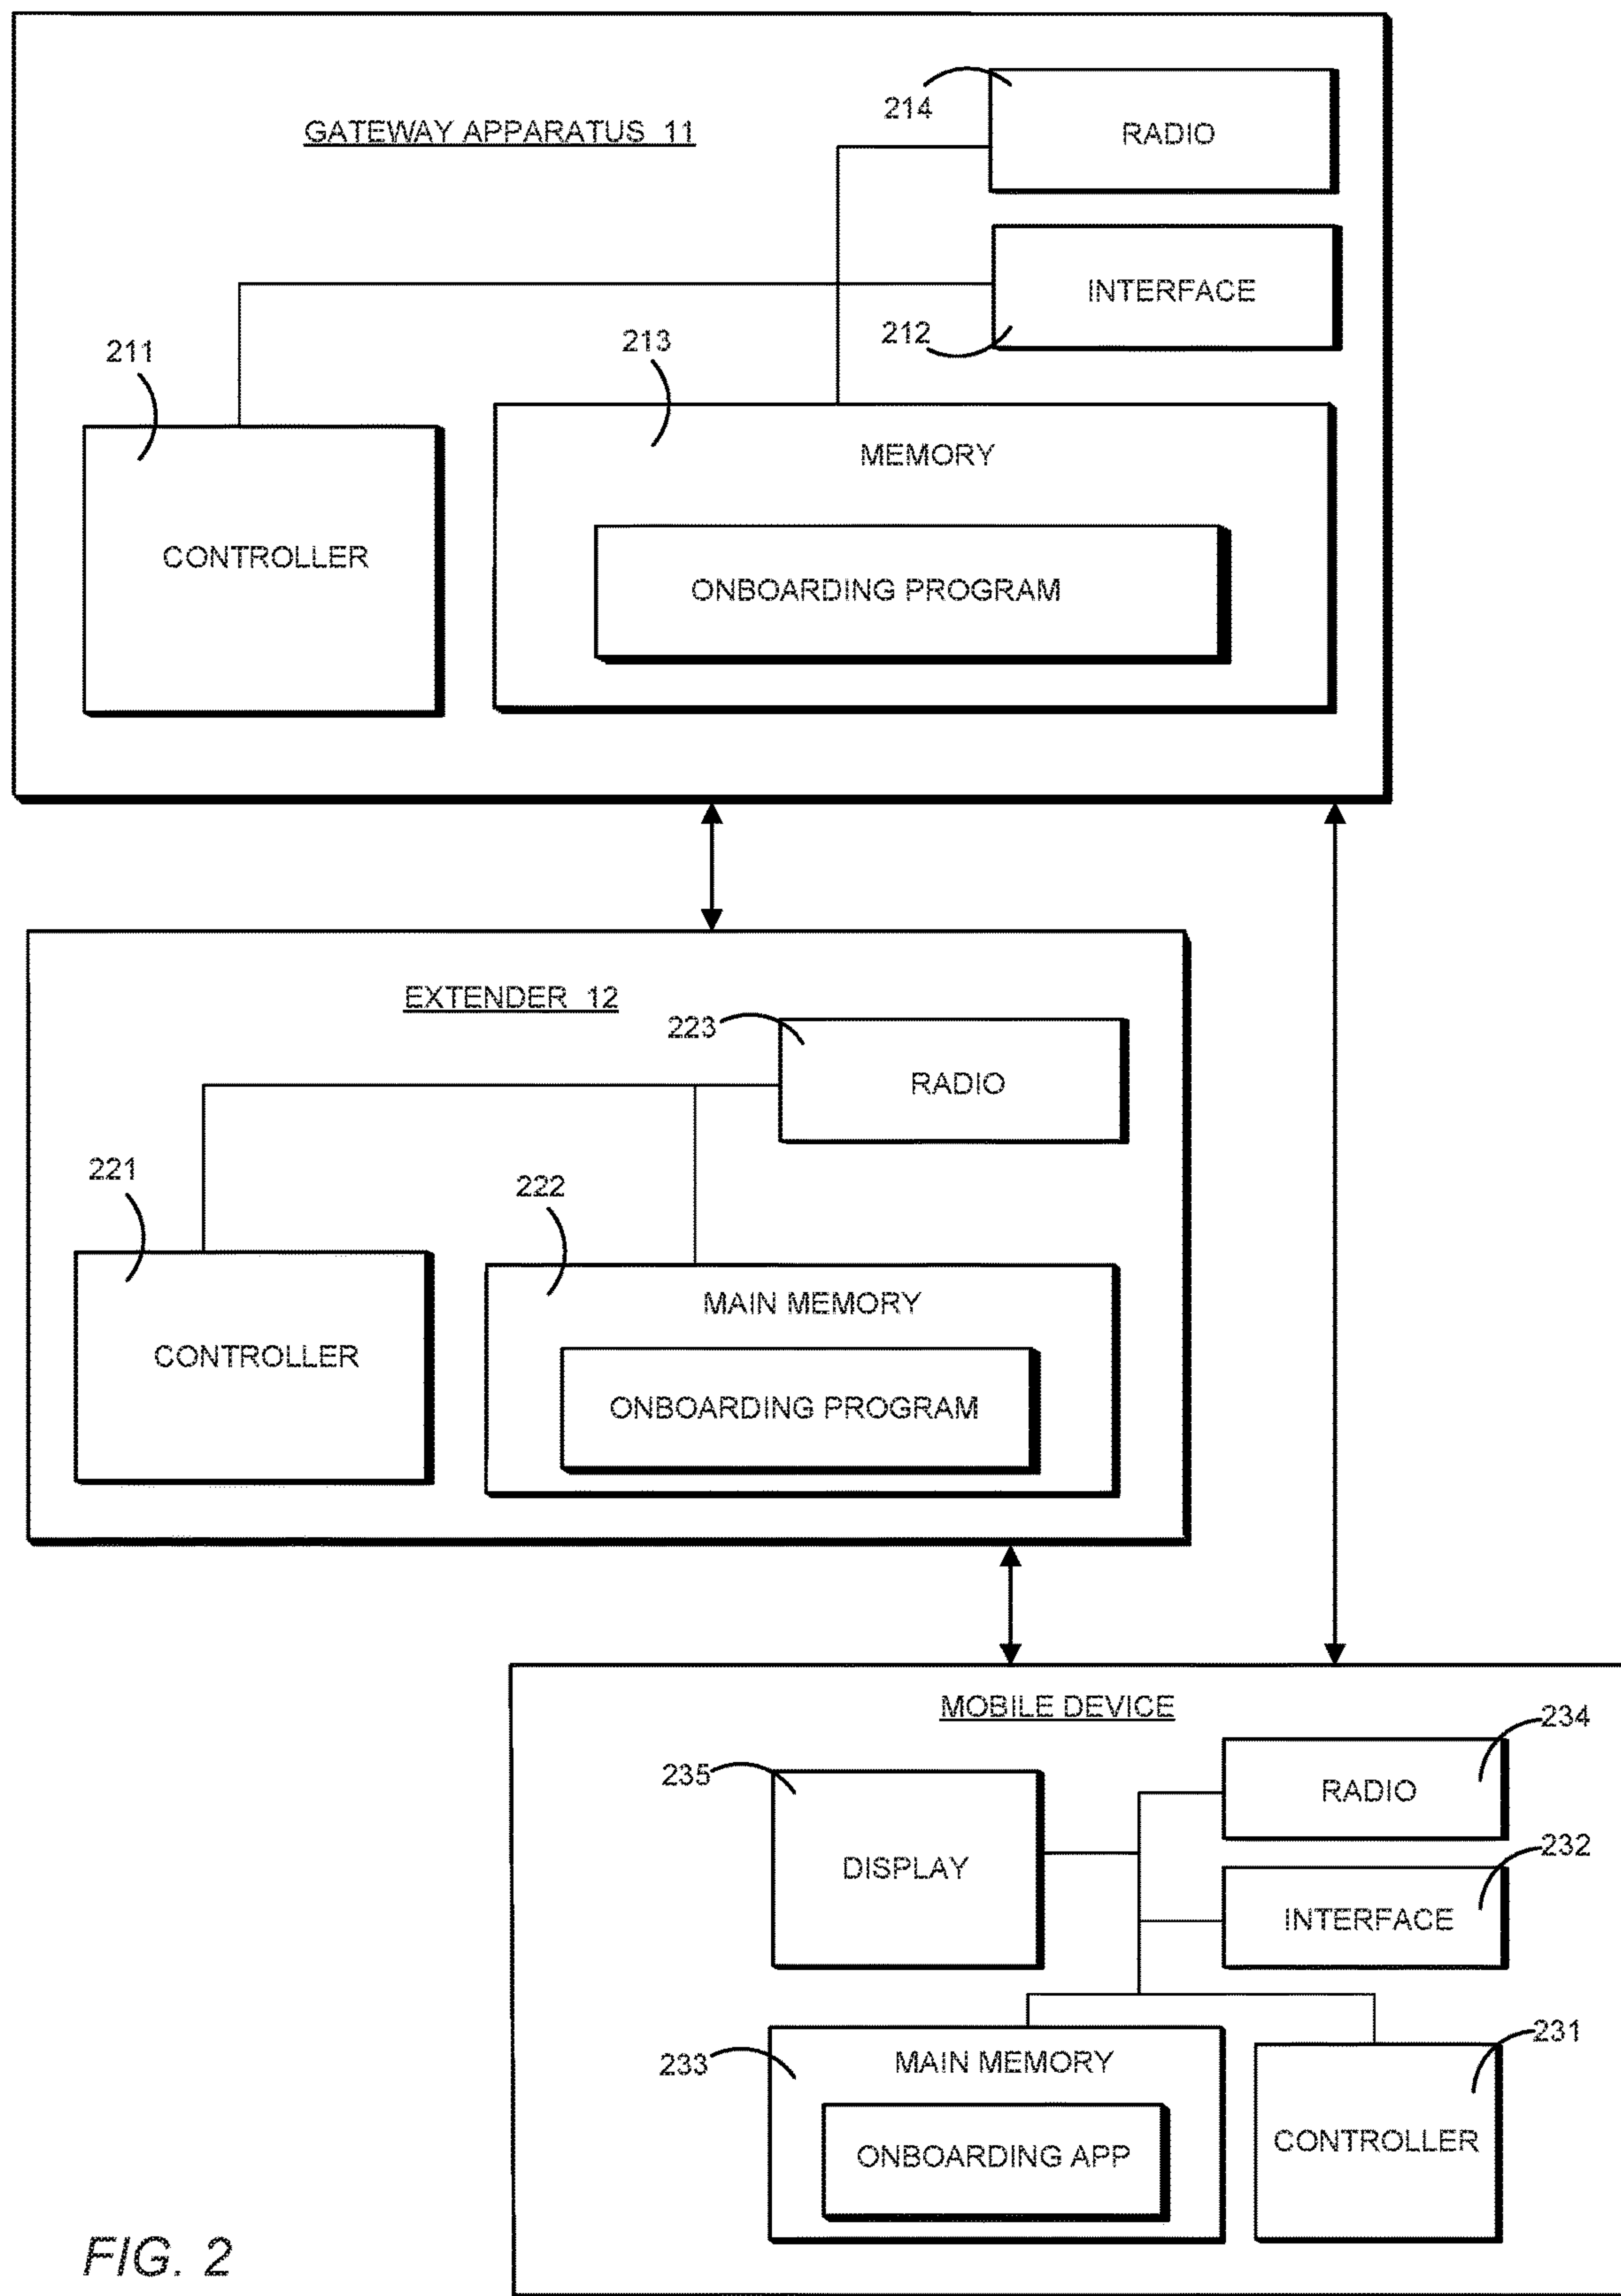 214
RADIO
GATEWAY APPARATUS 11
INTERFACE
212
211
213
MEMORY
CONTROLLER
ONBOARDING PROGRAM
EXTENDER 12
223
RADIO
221
222
MAIN MEMORY
CONTROLLER
ONBOARDING PROGRAM
MOBILE DEVICE
234
235
RADIO
232
DISPLAY
INTERFACE
231
233
MAIN MEMORY
CONTROLLER
ONBOARDING APP
FIG. 2